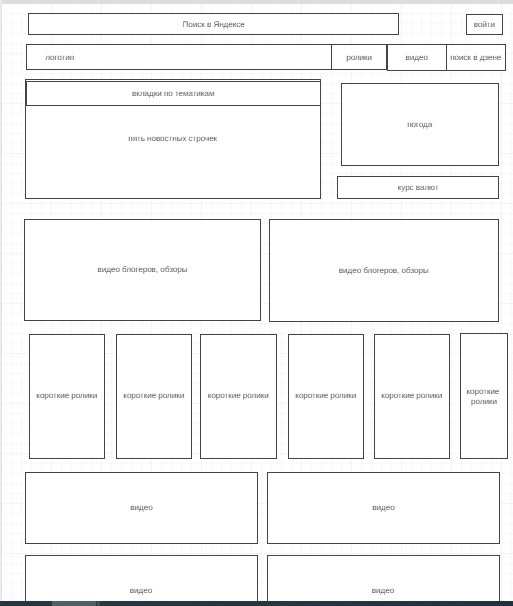 Поиск в Яндексе
войти
логотип
ролики
видео
поиск в дзене
вкладки по тематикам
пять новостных строчек
погода
курс валют
видео блогеров, обзоры
видео блогеров, обзоры
короткие ролики
короткие ролики
короткие ролики
короткие ролики
короткие ролики
короткие
ролики
видео
видео
видео
видео